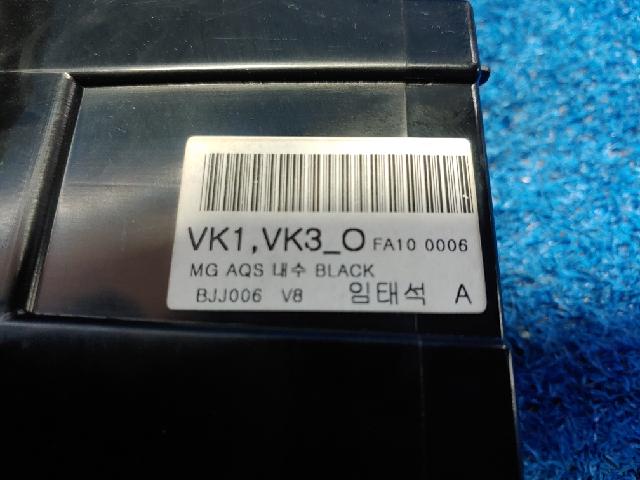 VK1,VK3_O FA10 0006
MG AQS 내수 BLACK
BJJ006 V8 임태석 A